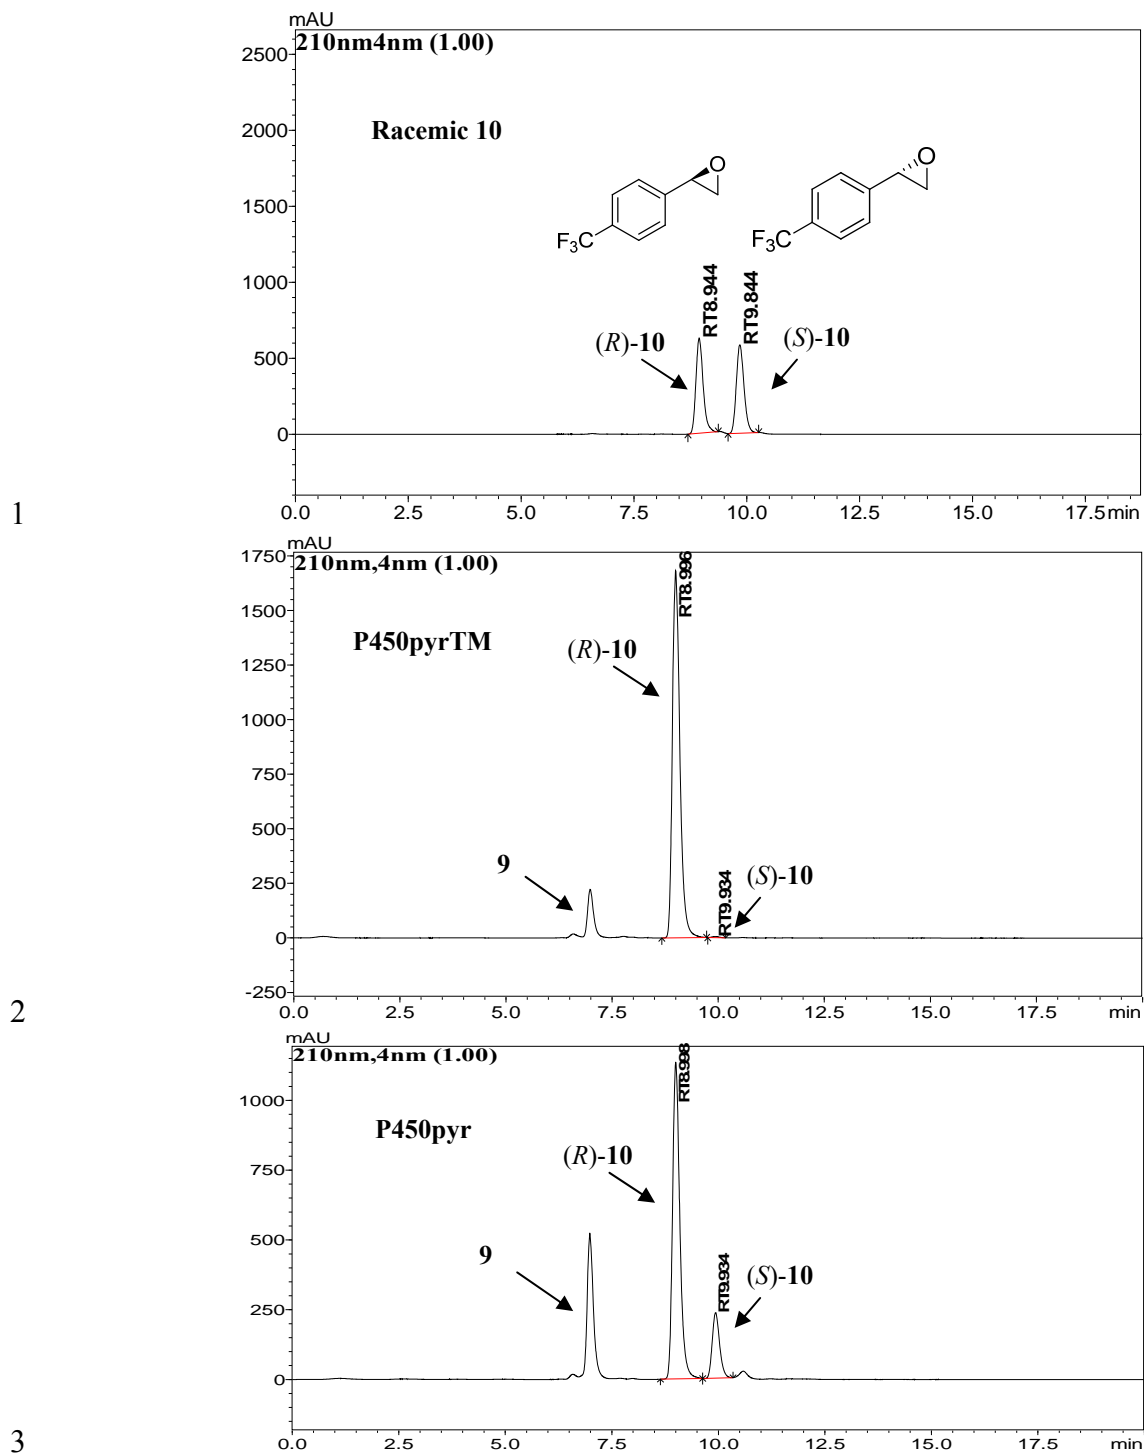 mAU
210nm4nm (1.00)
2500
Racemic 10
2000
1500
O
O
F₃C
F₃C
1000
RT8.944
RT9.844
(R)-10
(S)-10
500
0
1
0.0 2.5 5.0 7.5 10.0 12.5 15.0 17.5 min
mAU
1750
210nm,4nm (1.00)
RT8.996
P450pyrTM
1500
(R)-10
1250
1000
750
500
9
RT9.934
(S)-10
250
0
-250
2
0.0 2.5 5.0 7.5 10.0 12.5 15.0 17.5 min
mAU
210nm,4nm (1.00)
RT8.998
1000
P450pyr
(R)-10
750
500
9
RT9.934
(S)-10
250
0
3
0.0 2.5 5.0 7.5 10.0 12.5 15.0 17.5 min